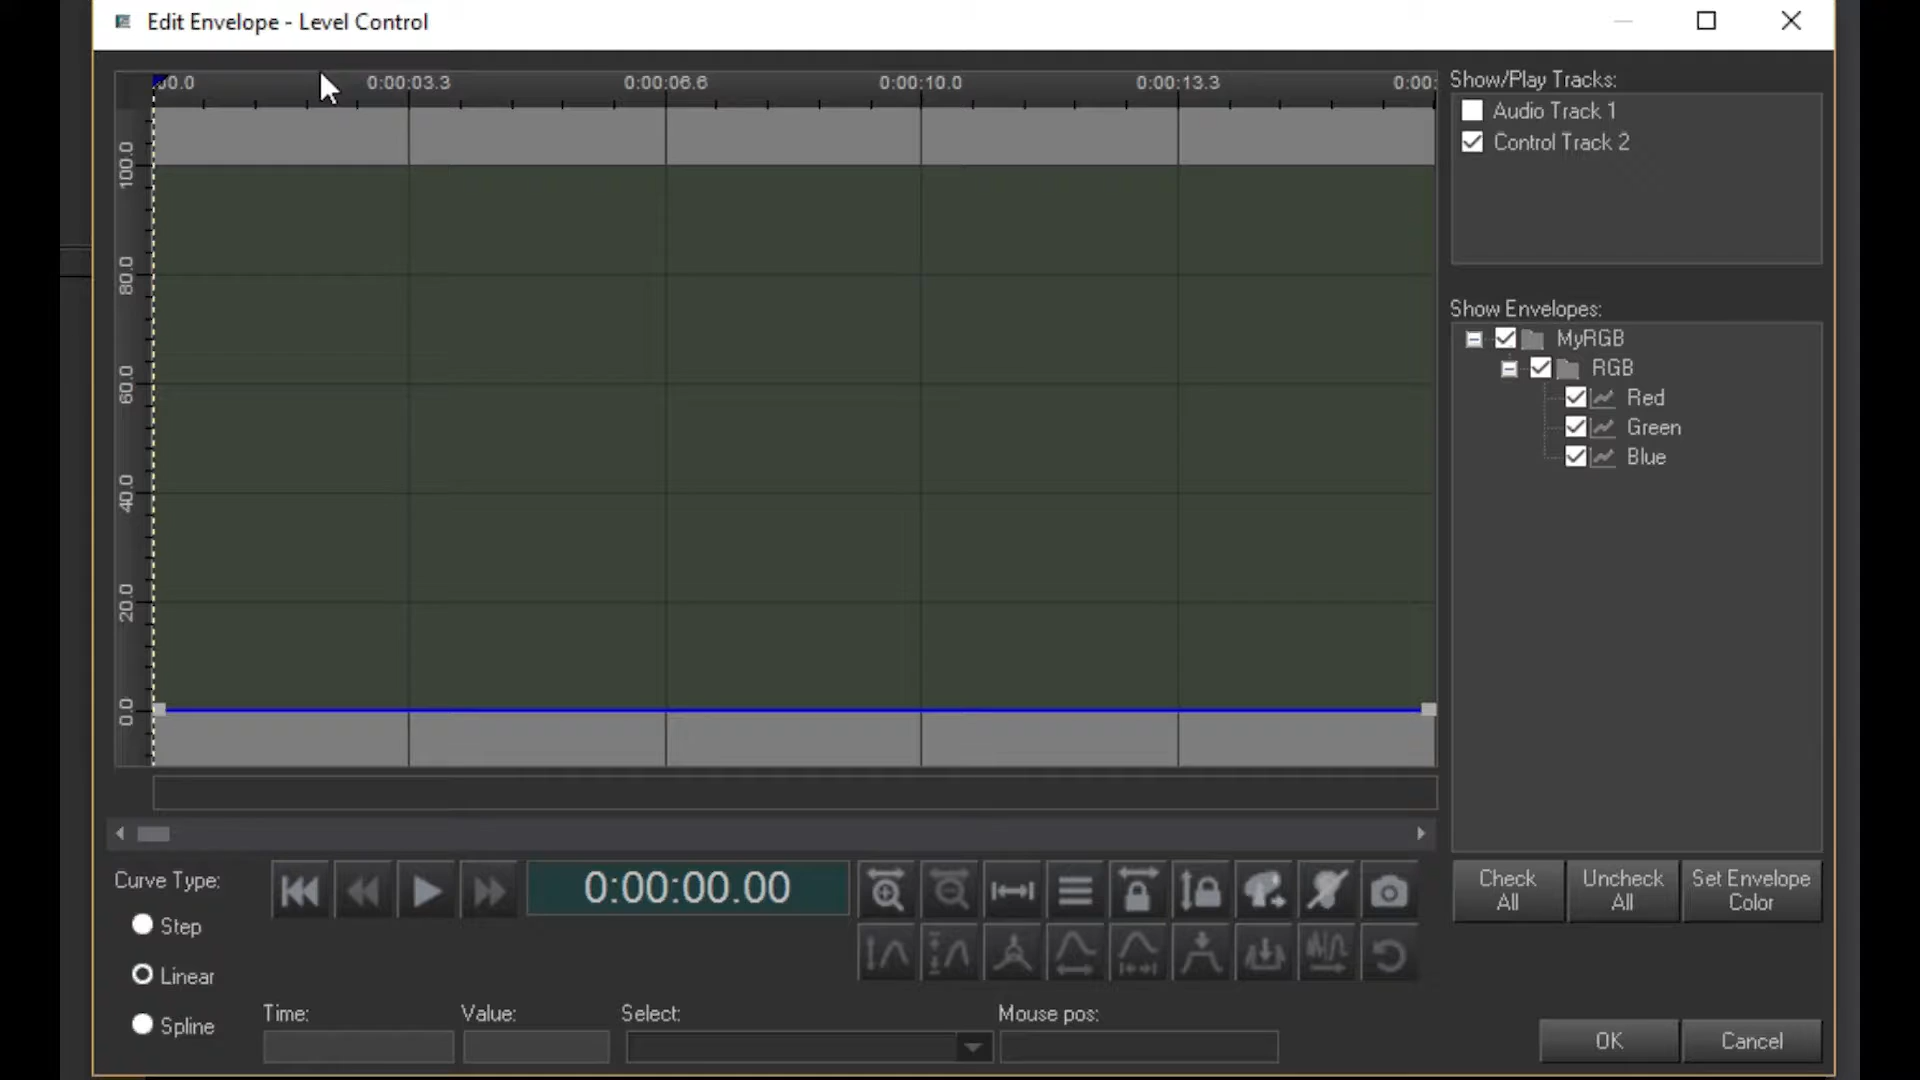 Edit Envelope - Level Control
00.0 0:00:03.3 0:00:06.6 0:00:10.0 0:00:13.3 0:00:
Show/Play Tracks:
Audio Track 1
Control Track 2
100.0
80.0
60.0
40.0
20.0
0.0
Show Envelopes:
MyRGB
RGB
Red
Green
Blue
Curve Type:
Step
Linear
Spline
0:00:00.00
Check All
Uncheck All
Set Envelope Color
Time:
Value:
Select:
Mouse pos:
OK
Cancel